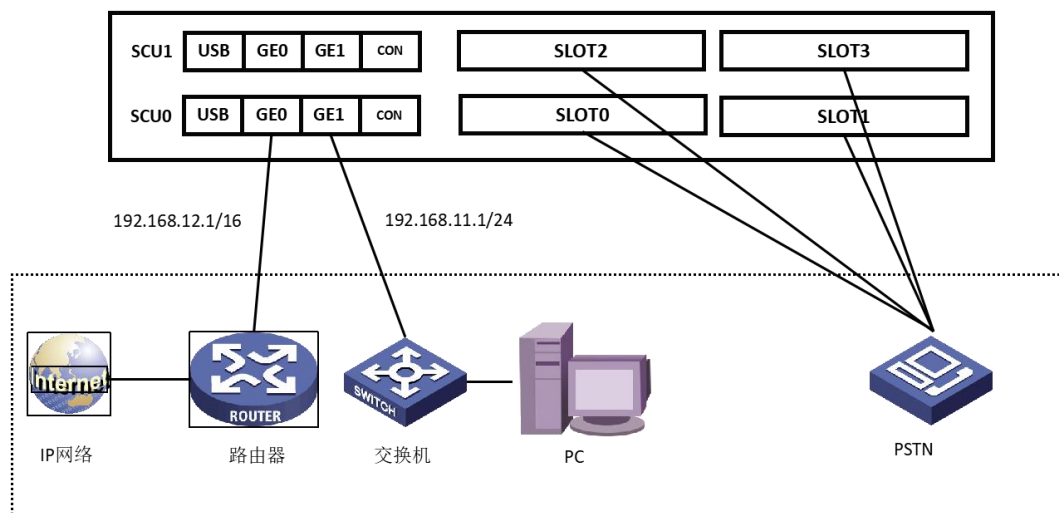 SCU1 USB GE0 GE1 CON SLOT2 SLOT3
SCU0 USB GE0 GE1 CON SLOT0 SLOT1
192.168.12.1/16 192.168.11.1/24
Internet
ROUTER
SWITCH
IP网络 路由器 交换机 PC PSTN